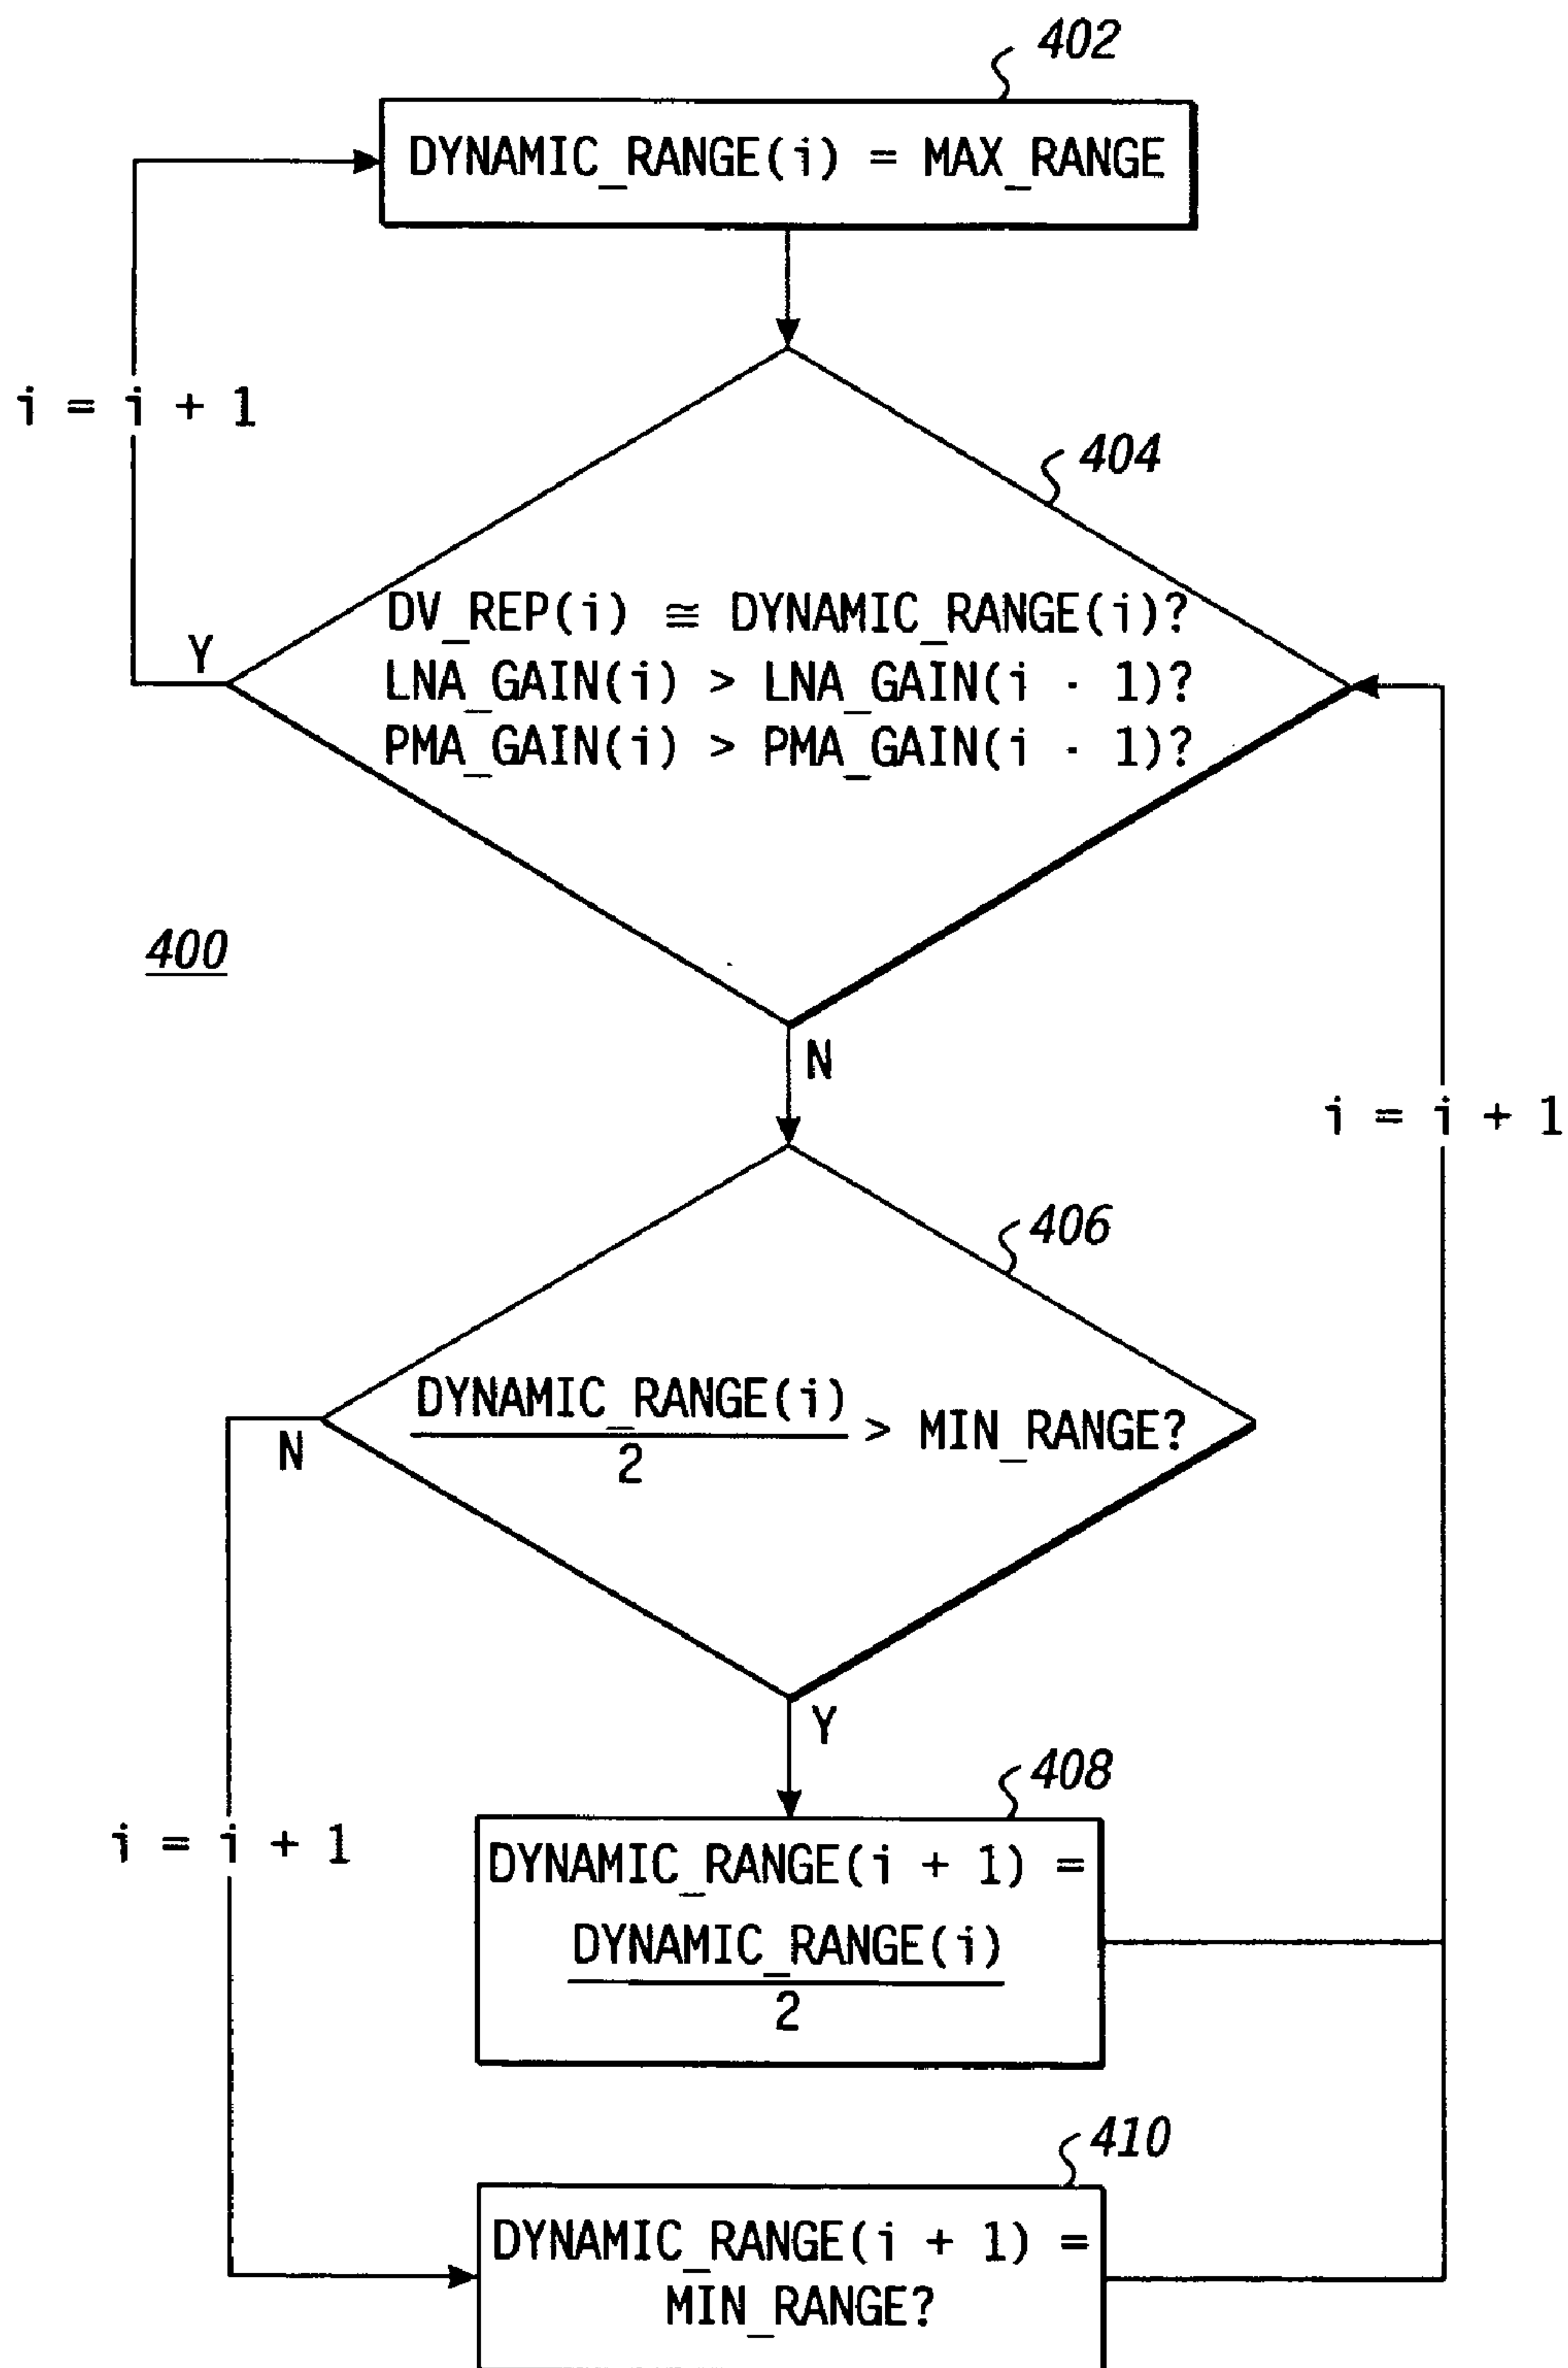 402
DYNAMIC_RANGE(i) = MAX_RANGE
i = i + 1
404
DV_REP(i) ≅ DYNAMIC_RANGE(i)?
Y
LNA_GAIN(i) > LNA_GAIN(i - 1)?
PMA_GAIN(i) > PMA_GAIN(i - 1)?
400
N
i = i + 1
406
DYNAMIC_RANGE(i)
> MIN_RANGE?
2
N
Y
408
i = i + 1
DYNAMIC_RANGE(i + 1) =
DYNAMIC_RANGE(i)
2
410
DYNAMIC_RANGE(i + 1) =
MIN_RANGE?